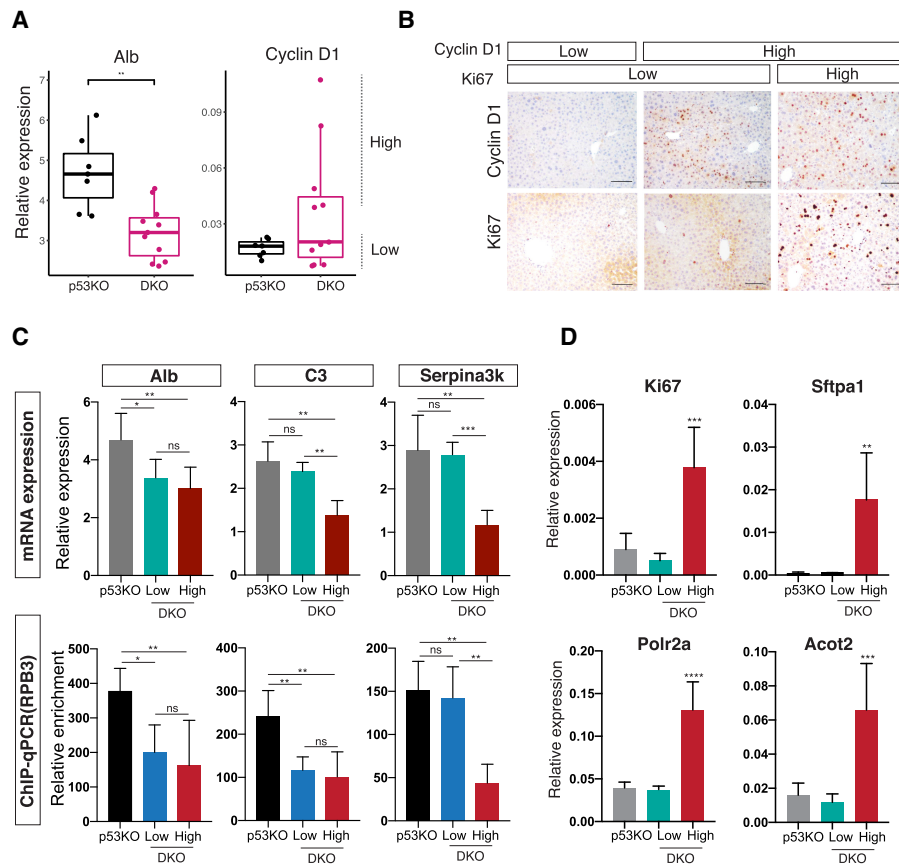 A
Alb
Cyclin D1
**
Relative expression
7
6
5
4
3
0.09
0.06
0.03
High
Low
p53KO
DKO
p53KO
DKO
B
Cyclin D1
Low
High
Ki67
Low
High
Cyclin D1
Ki67
C
Alb
C3
Serpina3k
mRNA expression
Relative expression
6
4
2
0
**
*
ns
p53KO Low High
DKO
4
3
2
1
0
**
ns
**
p53KO Low High
DKO
4
3
2
1
0
**
ns
***
p53KO Low High
DKO
ChIP-qPCR(RPB3)
Relative enrichment
400
300
200
100
0
**
*
ns
p53KO Low High
DKO
400
300
200
100
0
**
**
ns
p53KO Low High
DKO
200
150
100
50
0
**
ns
**
p53KO Low High
DKO
D
Ki67
Relative expression
0.006
0.004
0.002
0.000
***
p53KO Low High
DKO
Sftpa1
0.04
0.03
0.02
0.01
0.00
**
p53KO Low High
DKO
Polr2a
Relative expression
0.20
0.15
0.10
0.05
0.00
****
p53KO Low High
DKO
Acot2
0.10
0.08
0.06
0.04
0.02
0.00
***
p53KO Low High
DKO